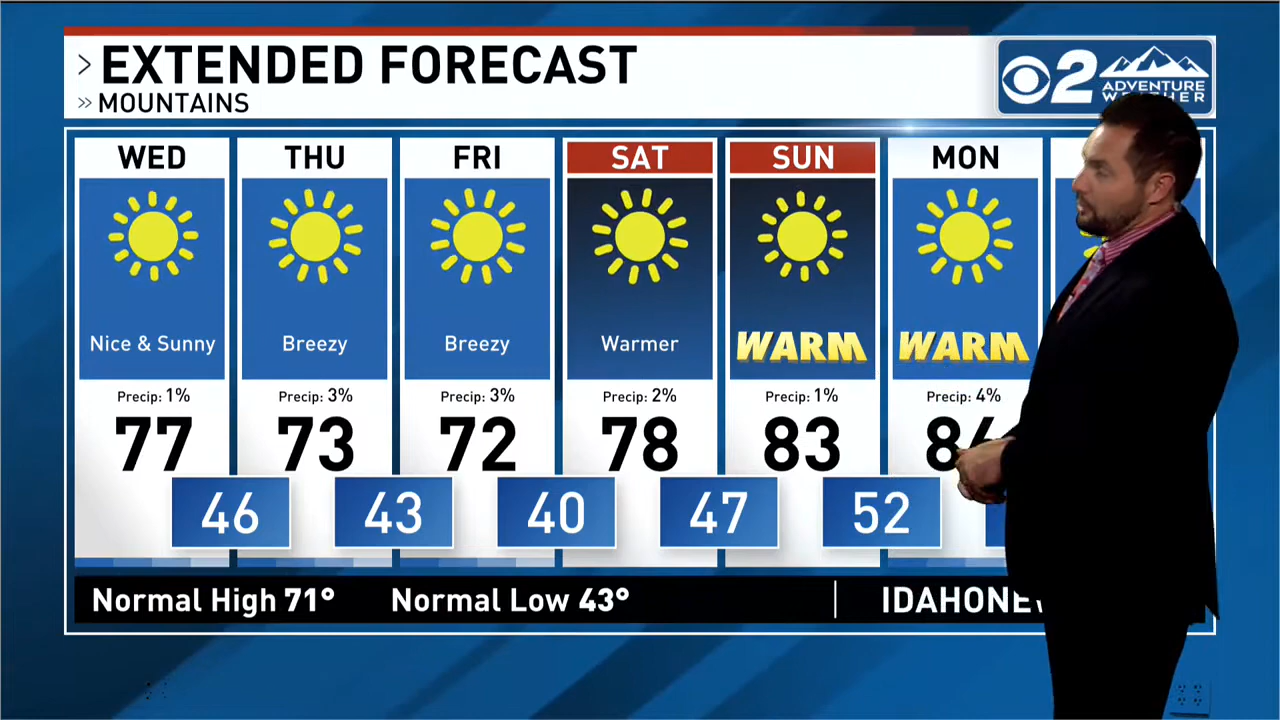 > EXTENDED FORECAST
» MOUNTAINS
2 ADVENTURE
WEATHER
WED
THU
FRI
SAT
SUN
MON
Nice & Sunny
Breezy
Breezy
Warmer
WARM
WARM
Precip: 1%
Precip: 3%
Precip: 3%
Precip: 2%
Precip: 1%
Precip: 4%
77
73
72
78
83
46
43
40
47
52
Normal High 71°
Normal Low 43°